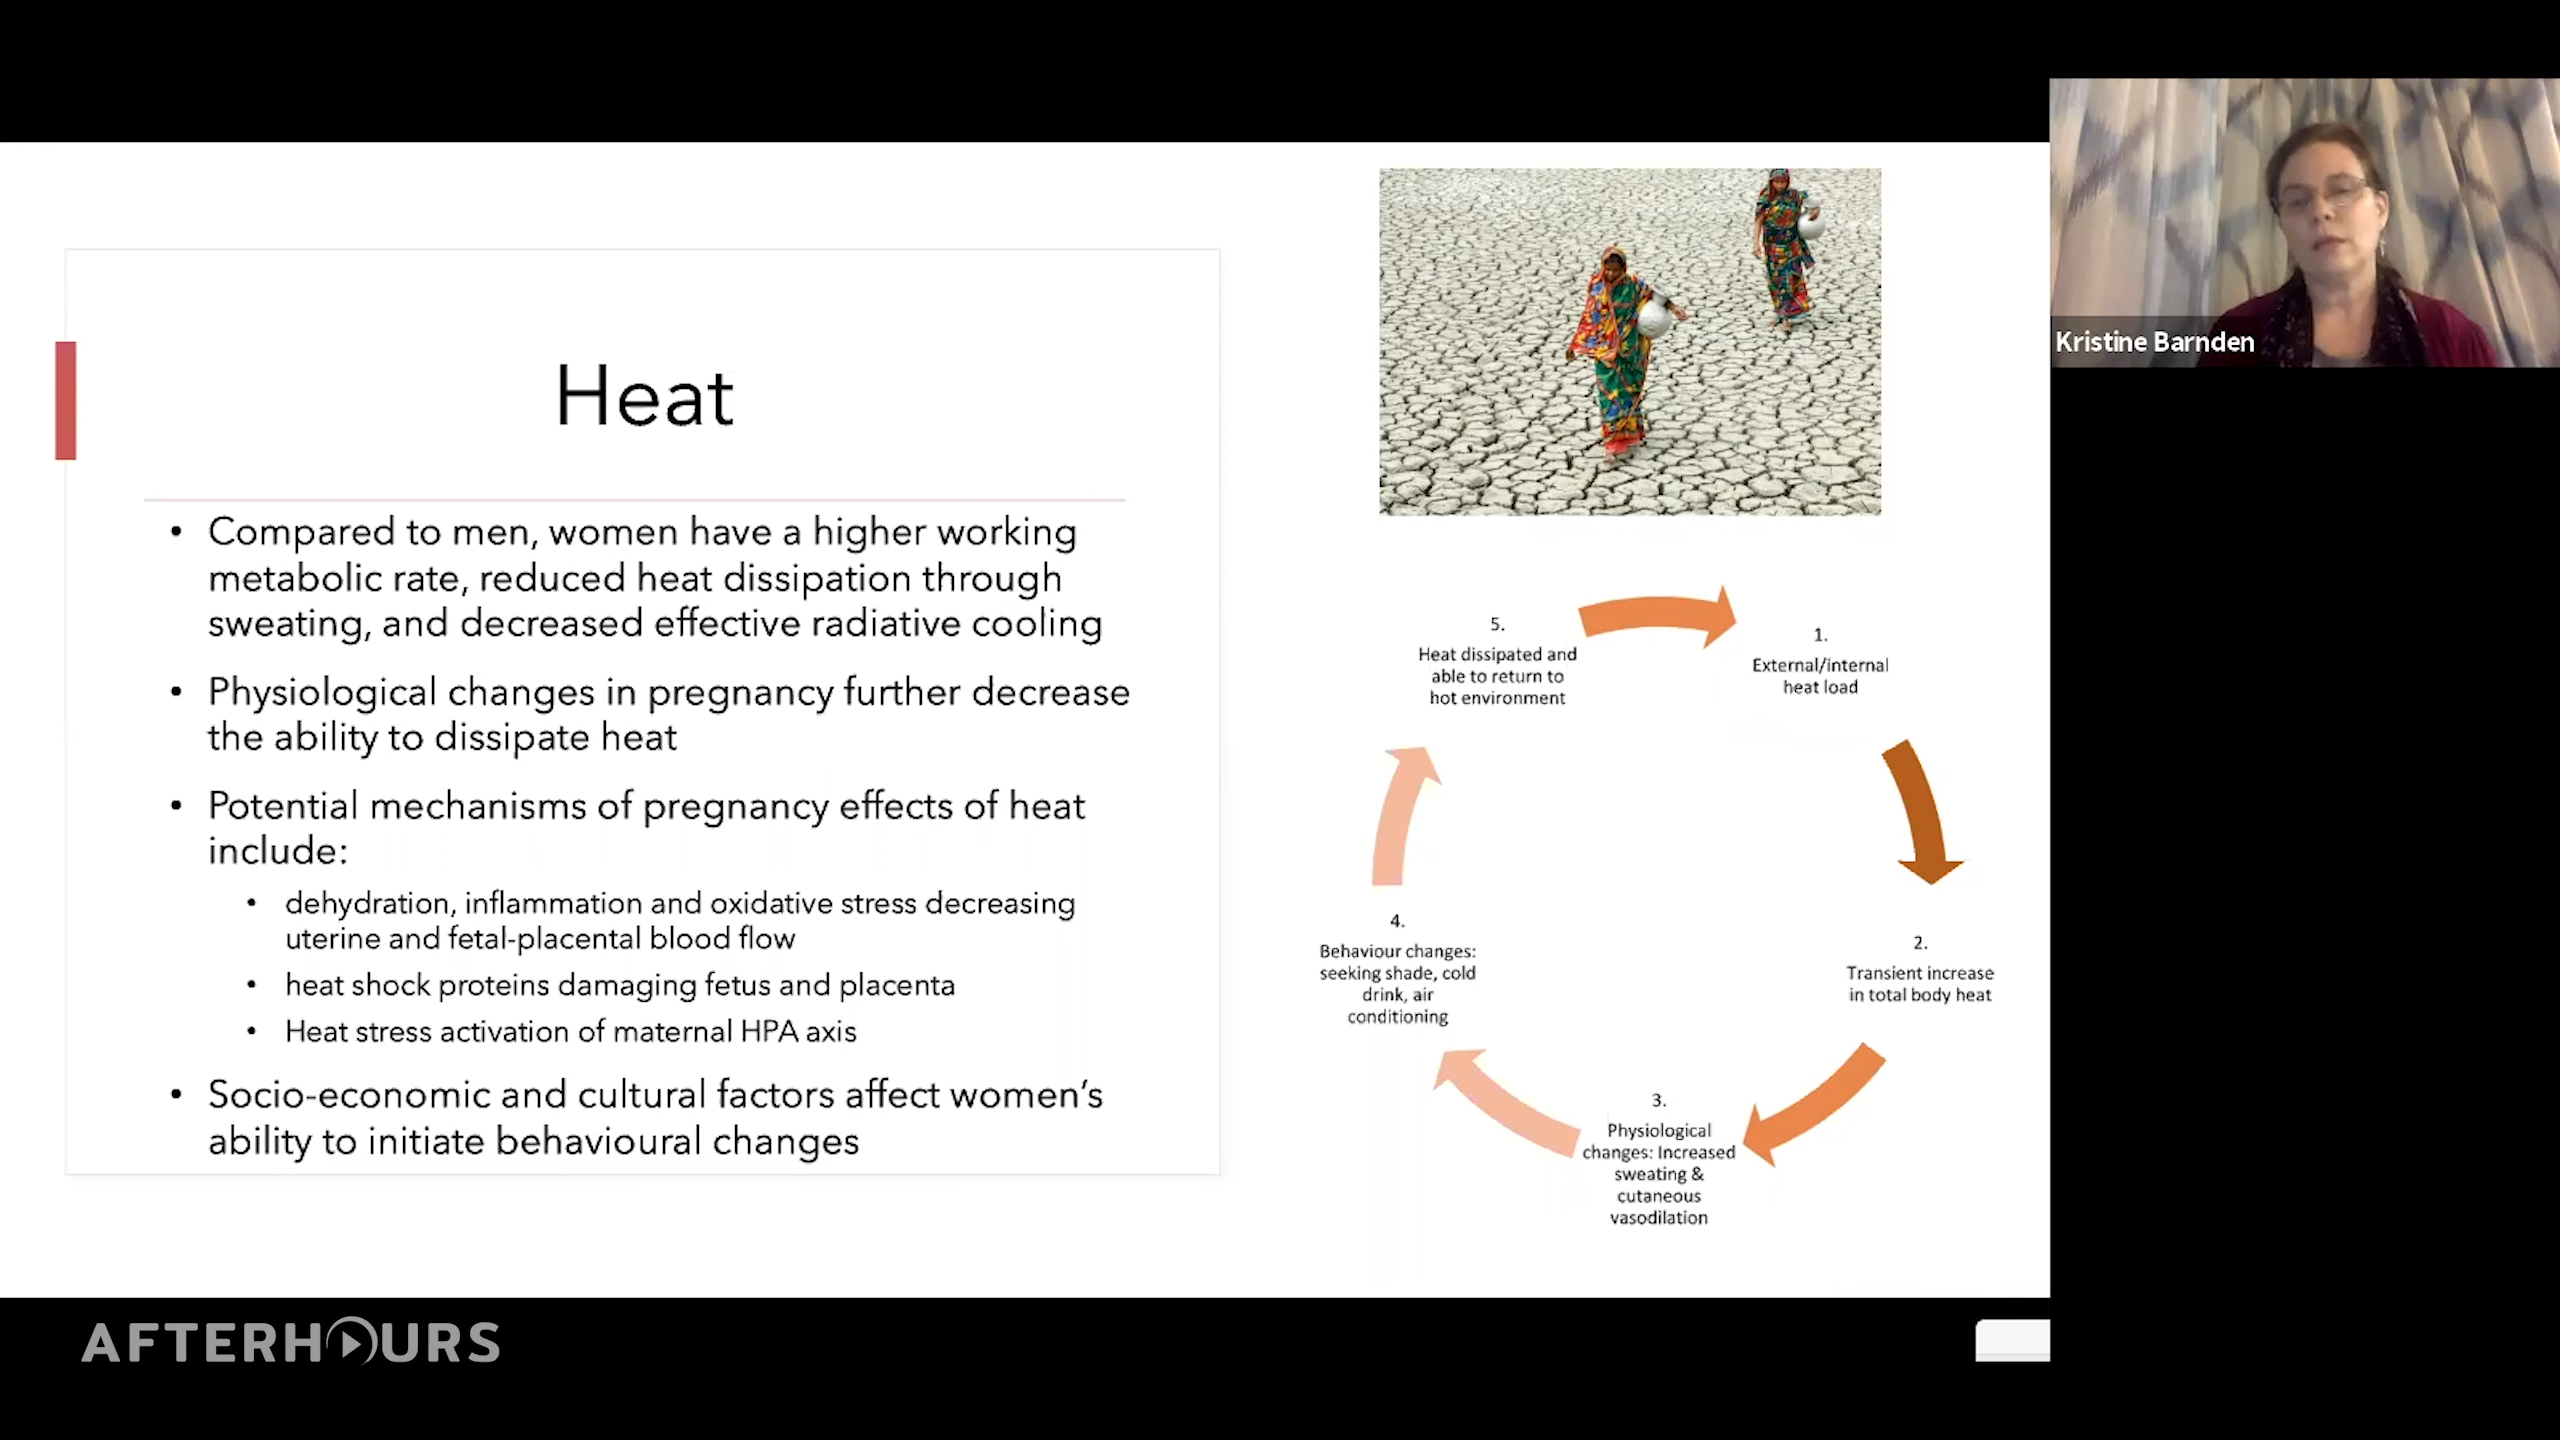 Heat
• Compared to men, women have a higher working
metabolic rate, reduced heat dissipation through
sweating, and decreased effective radiative cooling
• Physiological changes in pregnancy further decrease
the ability to dissipate heat
• Potential mechanisms of pregnancy effects of heat
include:
• dehydration, inflammation and oxidative stress decreasing
uterine and fetal-placental blood flow
• heat shock proteins damaging fetus and placenta
• Heat stress activation of maternal HPA axis
• Socio-economic and cultural factors affect women's
ability to initiate behavioural changes
1.
External/internal
heat load
2.
Transient increase
in total body heat
3.
Physiological
changes: Increased
sweating &
cutaneous
vasodilation
4.
Behaviour changes:
seeking shade, cold
drink, air
conditioning
5.
Heat dissipated and
able to return to
hot environment
Kristine Barnden
AFTERHOURS